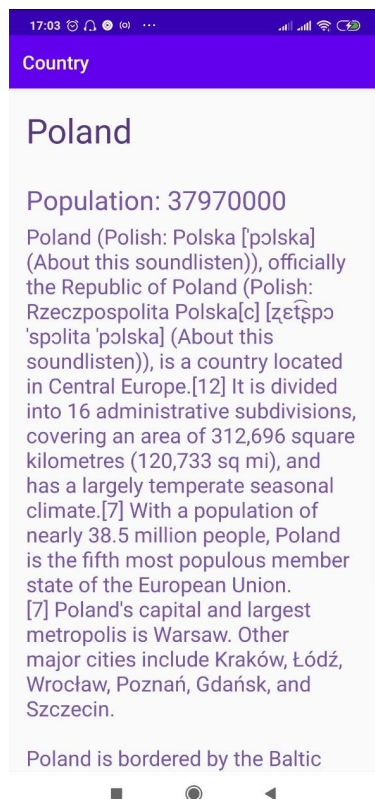 17:03
Country
Poland
Population: 37970000
Poland (Polish: Polska [ˈpɔlska]
(About this soundlisten)), officially
the Republic of Poland (Polish:
Rzeczpospolita Polska[c] [ʐɛt͡ʂpɔ
ˈspɔlita ˈpɔlska] (About this
soundlisten)), is a country located
in Central Europe.[12] It is divided
into 16 administrative subdivisions,
covering an area of 312,696 square
kilometres (120,733 sq mi), and
has a largely temperate seasonal
climate.[7] With a population of
nearly 38.5 million people, Poland
is the fifth most populous member
state of the European Union.
[7] Poland's capital and largest
metropolis is Warsaw. Other
major cities include Kraków, Łódź,
Wrocław, Poznań, Gdańsk, and
Szczecin.
Poland is bordered by the Baltic